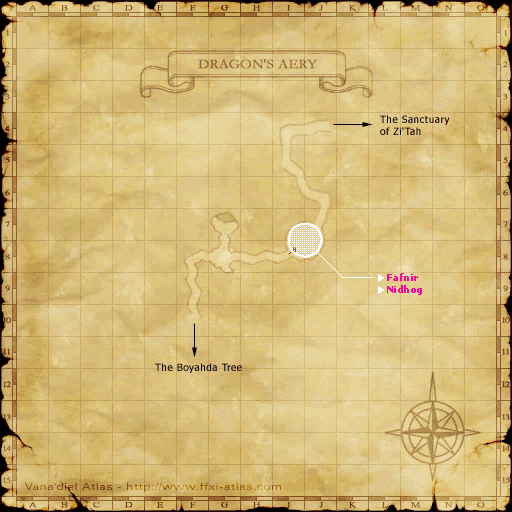 A B C D E F G H I J K L M N O
DRAGON'S AERY
The Sanctuary
of Zi'Tah
Fafnir
Nidhog
The Boyahda Tree
1
2
3
4
5
6
7
8
9
10
11
12
13
14
15
Vana'diel Atlas - http://www.ffxi-atlas.com
A B C D E F G H I J K L M N O